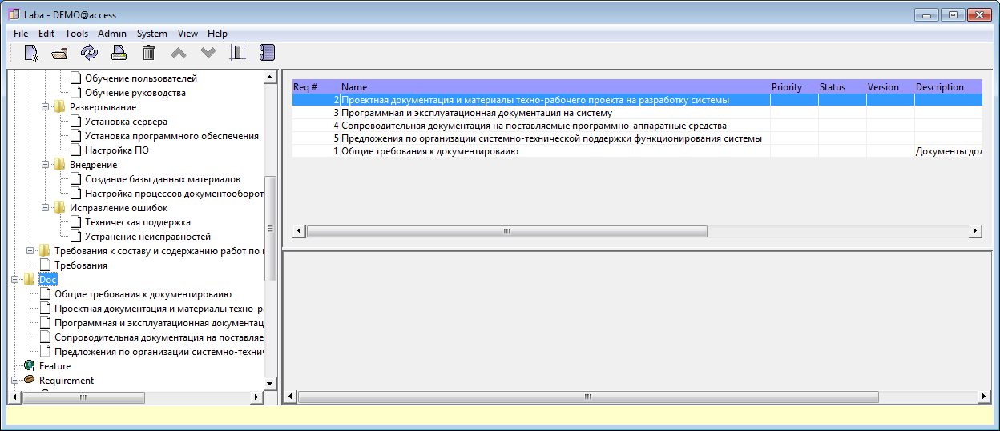 Laba - DEMO@access
File Edit Tools Admin System View Help
Обучение пользователей
Обучение руководства
Развертывание
Установка сервера
Установка программного обеспечения
Настройка ПО
Внедрение
Создание базы данных материалов
Настройка процессов документооборот
Исправление ошибок
Техническая поддержка
Устранение неисправностей
Требования к составу и содержанию работ по
Требования
Doc
Общие требования к документироваию
Проектная документация и материалы техно-р
Программная и эксплуатационная документац
Сопроводительная документация на поставляе
Предложения по организации системно-техни
Feature
Requirement
Req # Name Priority Status Version Description
2 Проектная документация и материалы техно-рабочего проекта на разработку системы
3 Программная и эксплуатационная документация на систему
4 Сопроводительная документация на поставляемые программно-аппаратные средства
5 Предложения по организации системно-технической поддержки функционирования системы
1 Общие требования к документироваию Документы дол